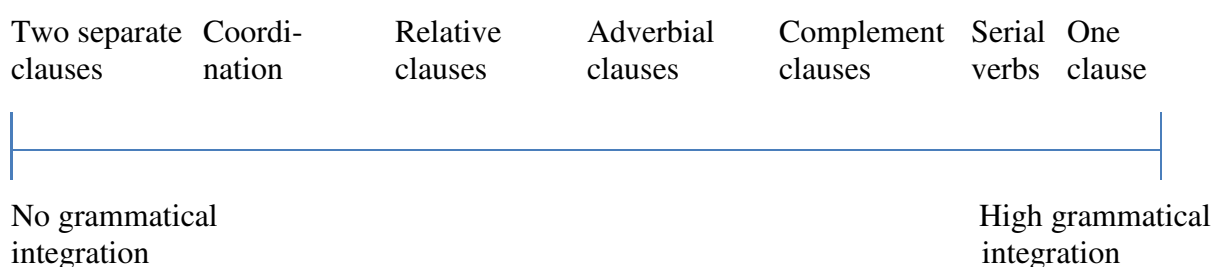 Two separate Coordi- Relative Adverbial Complement Serial One
clauses nation clauses clauses clauses verbs clause
No grammatical High grammatical
integration integration